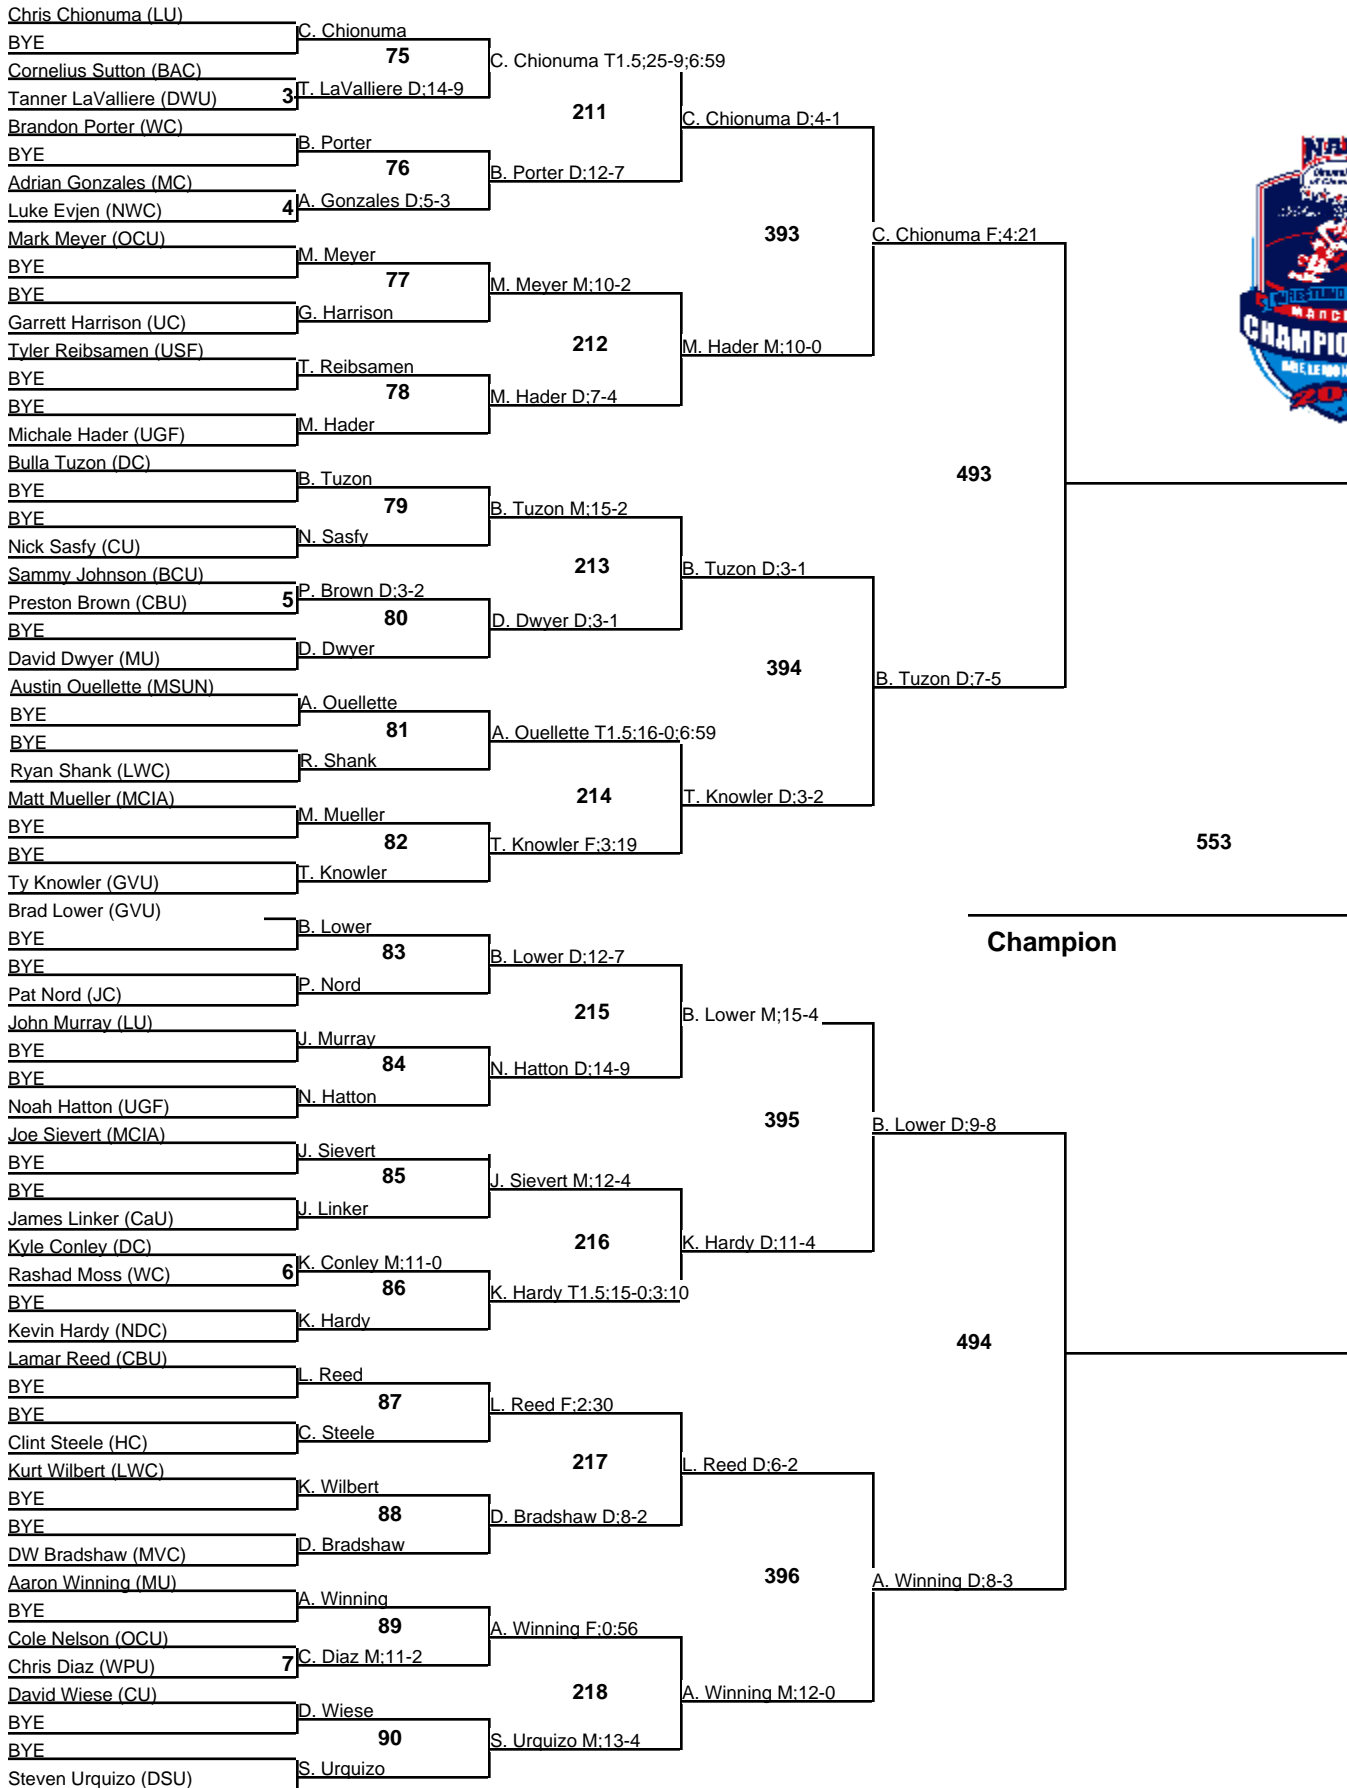 Chris Chionuma (LU)
BYE
C. Chionuma
75
Cornelius Sutton (BAC)
C. Chionuma T1.5;25-9;6:59
Tanner LaValliere (DWU)
3
T. LaValliere D;14-9
211
Brandon Porter (WC)
C. Chionuma D;4-1
BYE
B. Porter
76
B. Porter D;12-7
Adrian Gonzales (MC)
Luke Evjen (NWC)
4
A. Gonzales D;5-3
Mark Meyer (OCU)
393
C. Chionuma F;4:21
BYE
M. Meyer
77
M. Meyer M;10-2
BYE
Garrett Harrison (UC)
G. Harrison
212
M. Hader M;10-0
Tyler Reibsamen (USF)
BYE
T. Reibsamen
78
M. Hader D;7-4
BYE
Michale Hader (UGF)
M. Hader
Bulla Tuzon (DC)
493
BYE
B. Tuzon
79
B. Tuzon M;15-2
BYE
Nick Sasfy (CU)
N. Sasfy
213
B. Tuzon D;3-1
Sammy Johnson (BCU)
Preston Brown (CBU)
5
P. Brown D;3-2
80
D. Dwyer D;3-1
BYE
David Dwyer (MU)
D. Dwyer
394
B. Tuzon D;7-5
Austin Ouellette (MSUN)
BYE
A. Ouellette
81
A. Ouellette T1.5;16-0;6:59
BYE
Ryan Shank (LWC)
R. Shank
214
T. Knowler D;3-2
Matt Mueller (MCIA)
BYE
M. Mueller
82
T. Knowler F;3:19
553
BYE
Ty Knowler (GVU)
T. Knowler
Brad Lower (GVU)
BYE
B. Lower
83
B. Lower D;12-7
Champion
BYE
Pat Nord (JC)
P. Nord
215
B. Lower M;15-4
John Murray (LU)
BYE
J. Murray
84
N. Hatton D;14-9
BYE
Noah Hatton (UGF)
N. Hatton
395
B. Lower D;9-8
Joe Sievert (MCIA)
BYE
J. Sievert
85
J. Sievert M;12-4
BYE
James Linker (CaU)
J. Linker
216
K. Hardy D;11-4
Kyle Conley (DC)
Rashad Moss (WC)
6
K. Conley M;11-0
86
K. Hardy T1.5;15-0;3:10
BYE
Kevin Hardy (NDC)
K. Hardy
494
Lamar Reed (CBU)
BYE
L. Reed
87
L. Reed F;2:30
BYE
Clint Steele (HC)
C. Steele
217
L. Reed D;6-2
Kurt Wilbert (LWC)
BYE
K. Wilbert
88
D. Bradshaw D;8-2
BYE
DW Bradshaw (MVC)
D. Bradshaw
396
A. Winning D;8-3
Aaron Winning (MU)
BYE
A. Winning
89
A. Winning F;0:56
Cole Nelson (OCU)
Chris Diaz (WPU)
7
C. Diaz M;11-2
218
A. Winning M;12-0
David Wiese (CU)
BYE
D. Wiese
90
S. Urquizo M;13-4
BYE
Steven Urquizo (DSU)
S. Urquizo